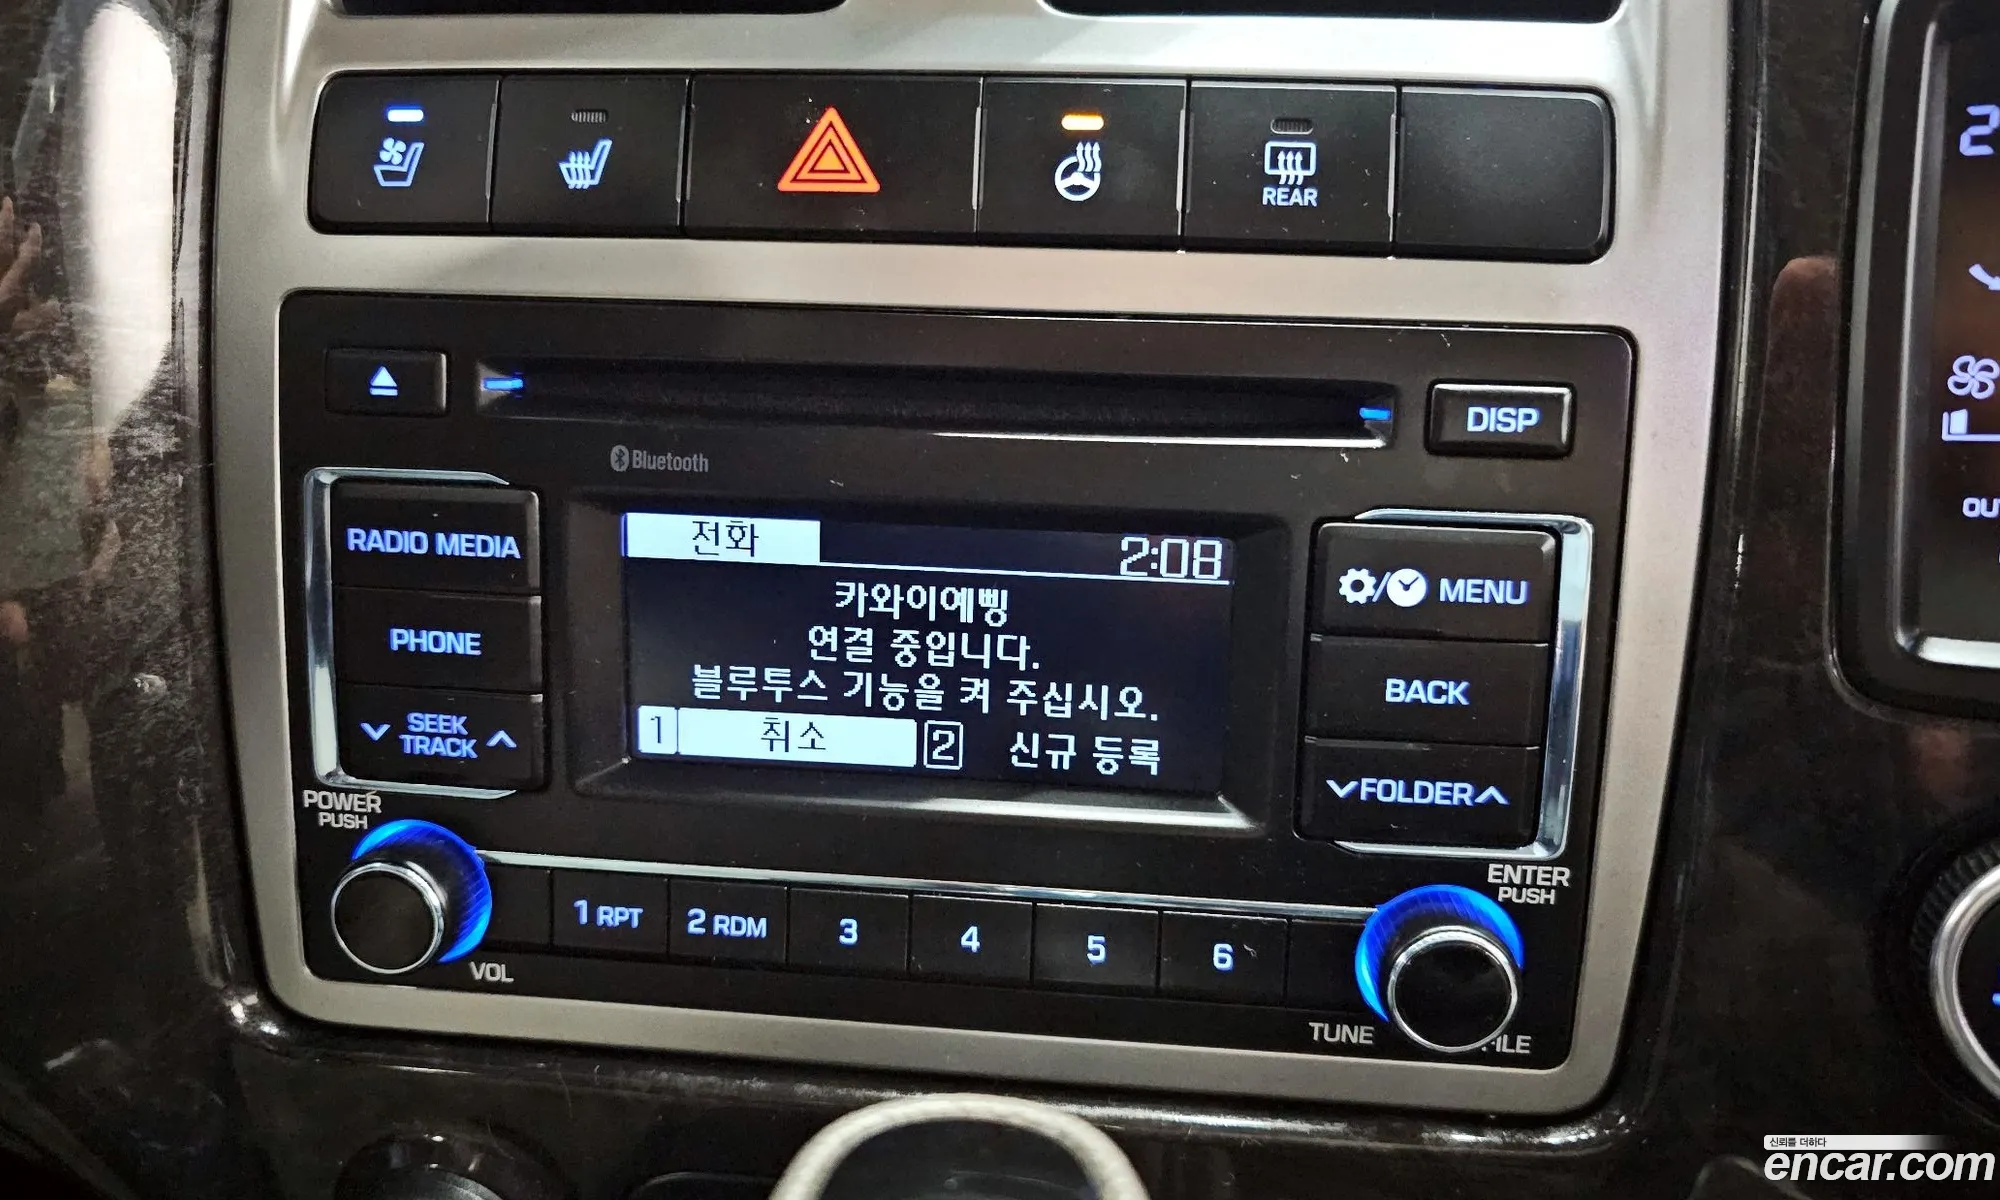 REAR
DISP
Bluetooth
RADIO MEDIA
PHONE
SEEK
TRACK
전화
2:08
카와이예삥
연결 중입니다.
블루투스 기능을 켜 주십시오.
1 취소 2 신규 등록
/ MENU
BACK
FOLDER
POWER
PUSH
VOL
1 RPT
2 RDM
3
4
5
6
ENTER
PUSH
TUNE
FILE
2
OU
신뢰를 더하다
encar.com